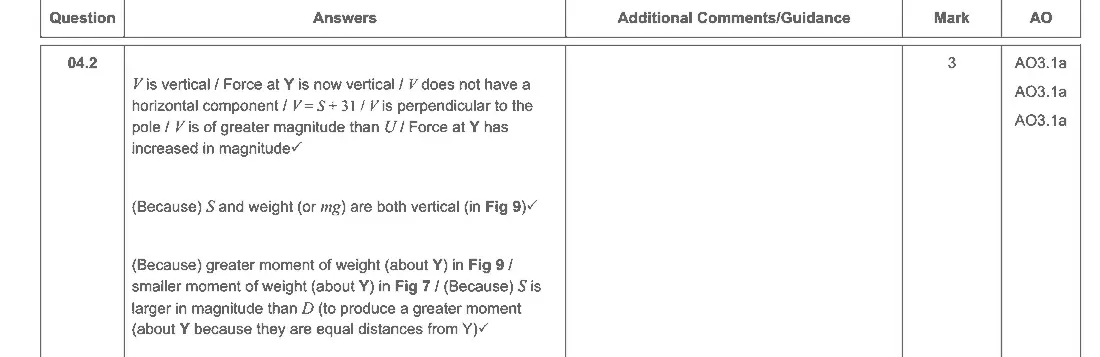 Question Answers Additional Comments/Guidance Mark AO
04.2 3 AO3.1a
V is vertical / Force at Y is now vertical / V does not have a
horizontal component / V = S + 31 / V is perpendicular to the AO3.1a
pole / V is of greater magnitude than U / Force at Y has AO3.1a
increased in magnitude✓
(Because) S and weight (or mg) are both vertical (in Fig 9)✓
(Because) greater moment of weight (about Y) in Fig 9 /
smaller moment of weight (about Y) in Fig 7 / (Because) S is
larger in magnitude than D (to produce a greater moment
(about Y because they are equal distances from Y)✓